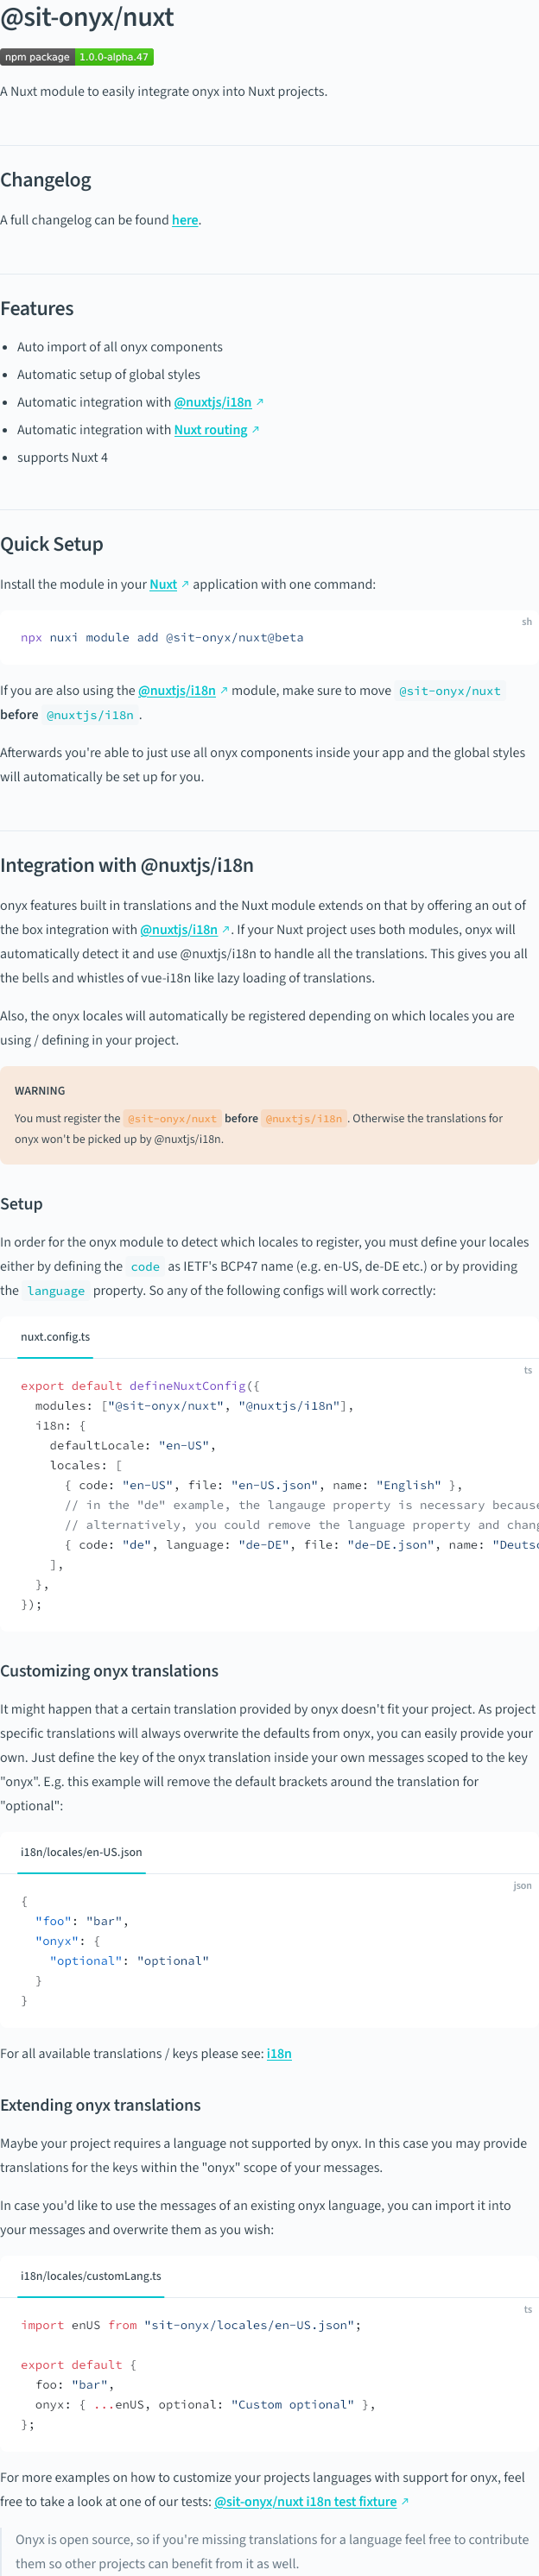 @sit-onyx/nuxt
npm package 1.0.0-alpha.47
A Nuxt module to easily integrate onyx into Nuxt projects.
Changelog
A full changelog can be found here.
Features
• Auto import of all onyx components
• Automatic setup of global styles
• Automatic integration with @nuxtjs/i18n ↗
• Automatic integration with Nuxt routing ↗
• supports Nuxt 4
Quick Setup
Install the module in your Nuxt ↗ application with one command:
sh
npx nuxi module add @sit-onyx/nuxt@beta
If you are also using the @nuxtjs/i18n ↗ module, make sure to move @sit-onyx/nuxt
before @nuxtjs/i18n .
Afterwards you're able to just use all onyx components inside your app and the global styles
will automatically be set up for you.
Integration with @nuxtjs/i18n
onyx features built in translations and the Nuxt module extends on that by offering an out of
the box integration with @nuxtjs/i18n ↗. If your Nuxt project uses both modules, onyx will
automatically detect it and use @nuxtjs/i18n to handle all the translations. This gives you all
the bells and whistles of vue-i18n like lazy loading of translations.
Also, the onyx locales will automatically be registered depending on which locales you are
using / defining in your project.
WARNING
You must register the @sit-onyx/nuxt before @nuxtjs/i18n . Otherwise the translations for
onyx won't be picked up by @nuxtjs/i18n.
Setup
In order for the onyx module to detect which locales to register, you must define your locales
either by defining the code as IETF's BCP47 name (e.g. en-US, de-DE etc.) or by providing
the language property. So any of the following configs will work correctly:
nuxt.config.ts
ts
export default defineNuxtConfig({
  modules: ["@sit-onyx/nuxt", "@nuxtjs/i18n"],
  i18n: {
    defaultLocale: "en-US",
    locales: [
      { code: "en-US", file: "en-US.json", name: "English" },
      // in the "de" example, the langauge property is necessary because
      // alternatively, you could remove the language property and chang
      { code: "de", language: "de-DE", file: "de-DE.json", name: "Deutsc
    ],
  },
});
Customizing onyx translations
It might happen that a certain translation provided by onyx doesn't fit your project. As project
specific translations will always overwrite the defaults from onyx, you can easily provide your
own. Just define the key of the onyx translation inside your own messages scoped to the key
"onyx". E.g. this example will remove the default brackets around the translation for
"optional":
i18n/locales/en-US.json
json
{
  "foo": "bar",
  "onyx": {
    "optional": "optional"
  }
}
For all available translations / keys please see: i18n
Extending onyx translations
Maybe your project requires a language not supported by onyx. In this case you may provide
translations for the keys within the "onyx" scope of your messages.
In case you'd like to use the messages of an existing onyx language, you can import it into
your messages and overwrite them as you wish:
i18n/locales/customLang.ts
ts
import enUS from "sit-onyx/locales/en-US.json";
export default {
  foo: "bar",
  onyx: { ...enUS, optional: "Custom optional" },
};
For more examples on how to customize your projects languages with support for onyx, feel
free to take a look at one of our tests: @sit-onyx/nuxt i18n test fixture ↗
Onyx is open source, so if you're missing translations for a language feel free to contribute
them so other projects can benefit from it as well.